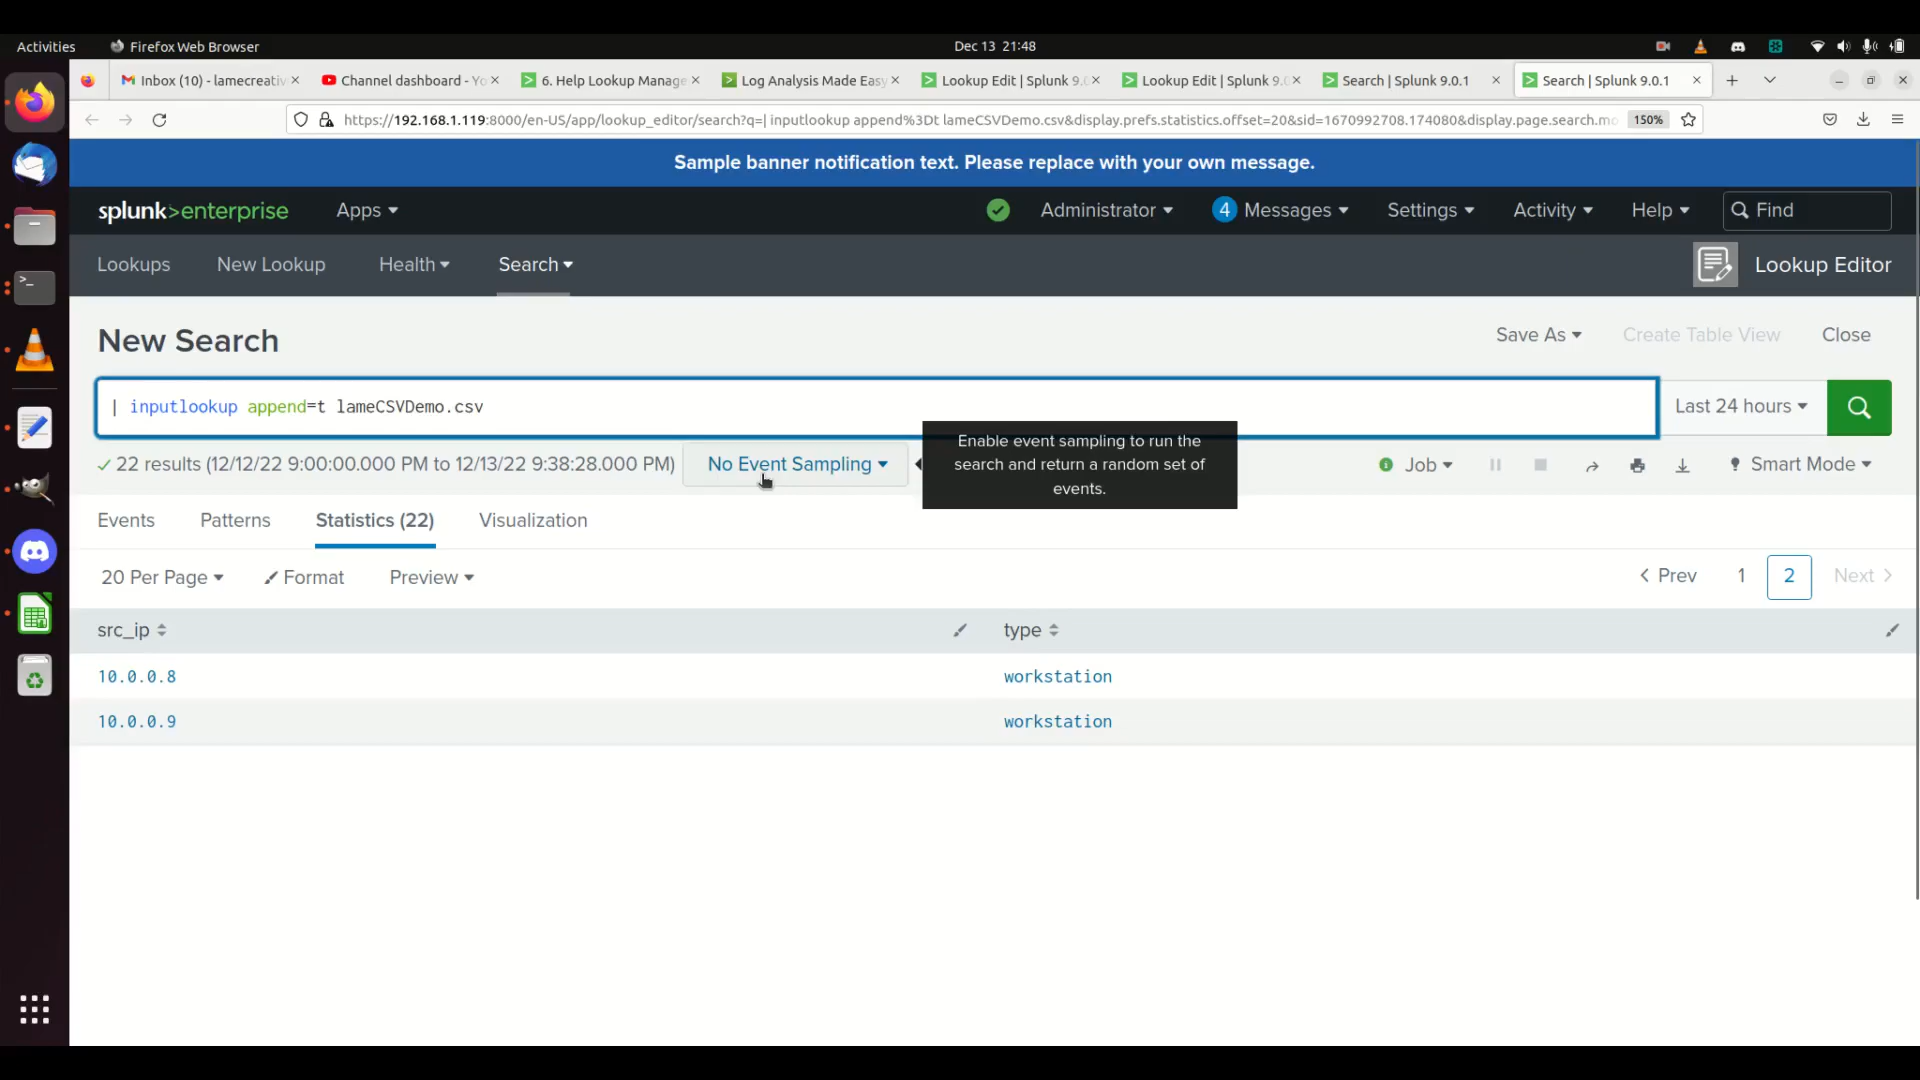 Activities
Firefox Web Browser
Dec 13 21:48
Inbox (10) - lamecreativ
Channel dashboard - Yo
6. Help Lookup Manage
Log Analysis Made Easy
Lookup Edit | Splunk 9.0
Lookup Edit | Splunk 9.0
Search | Splunk 9.0.1
Search | Splunk 9.0.1
https://192.168.1.119:8000/en-US/app/lookup_editor/search?q=| inputlookup append%3Dt lameCSVDemo.csv&display.prefs.statistics.offset=20&sid=1670992708.174080&display.page.search.mo
150%
Sample banner notification text. Please replace with your own message.
splunk>enterprise
Apps
Administrator
4 Messages
Settings
Activity
Help
Find
Lookups
New Lookup
Health
Search
Lookup Editor
New Search
Save As
Create Table View
Close
| inputlookup append=t lameCSVDemo.csv
Last 24 hours
22 results (12/12/22 9:00:00.000 PM to 12/13/22 9:38:28.000 PM)
No Event Sampling
Enable event sampling to run the
search and return a random set of
events.
Job
Smart Mode
Events
Patterns
Statistics (22)
Visualization
20 Per Page
Format
Preview
< Prev
1
2
Next >
src_ip
type
10.0.0.8
workstation
10.0.0.9
workstation